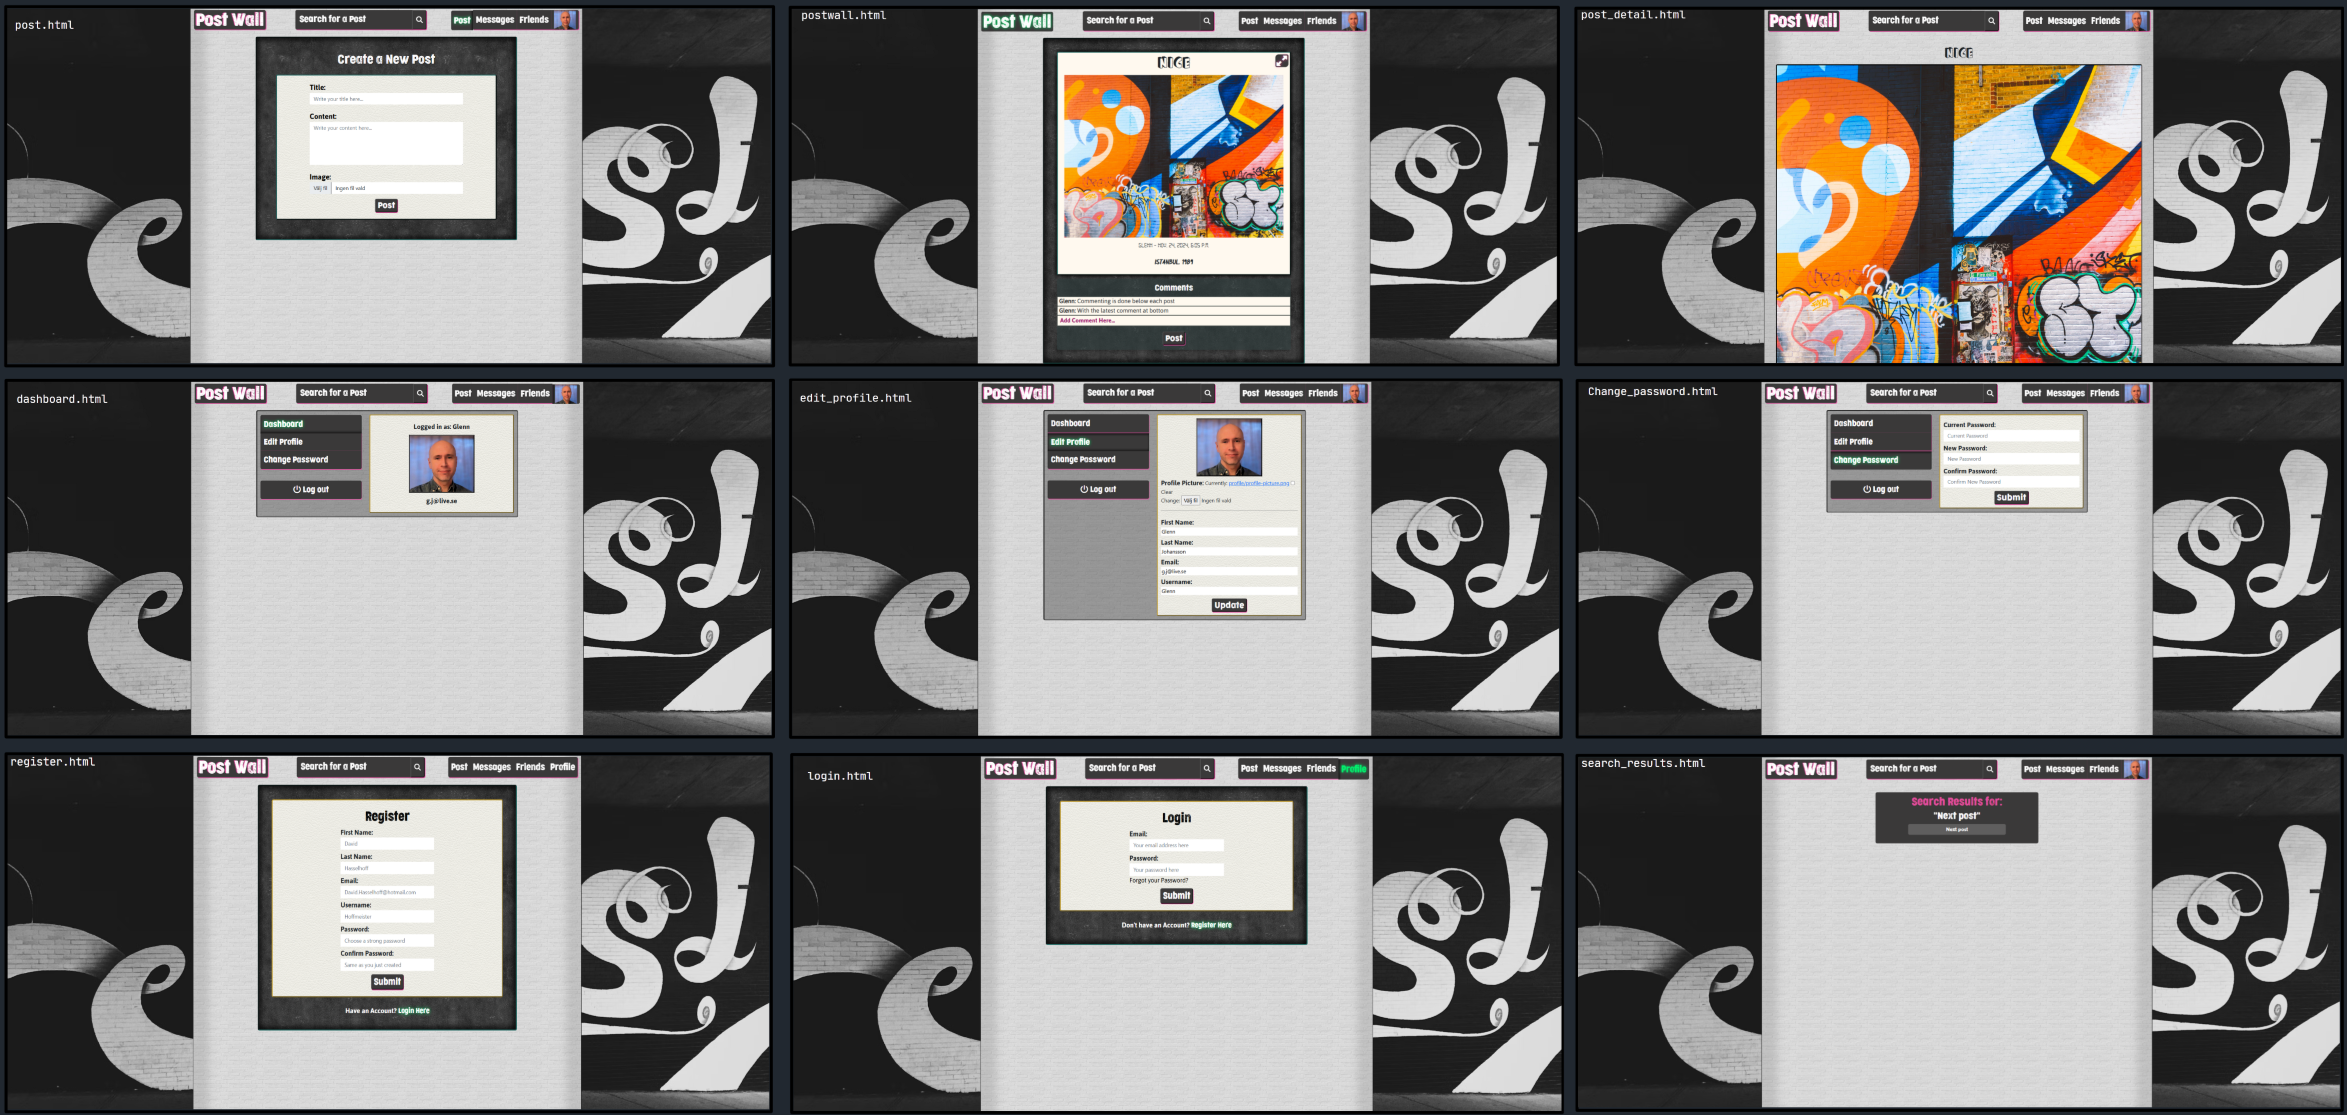 post.html
Post Wall
Search for a Post
Post Messages Friends
Create a New Post
Title:
Write your title here...
Content:
Write your content here...
Image:
Välj fil Ingen fil vald
Post
postwall.html
Post Wall
Search for a Post
Post Messages Friends
NICE
GLENN - NOV. 24, 2024, 6:05 P.M.
ISTANBUL, MB9
Comments
Glenn: Commenting is done below each post
Glenn: With the latest comment at bottom
Add Comment Here...
Post
post_detail.html
Post Wall
Search for a Post
Post Messages Friends
NICE
dashboard.html
Post Wall
Search for a Post
Post Messages Friends
Dashboard
Edit Profile
Change Password
Log out
Logged in as: Glenn
g.j@live.se
edit_profile.html
Post Wall
Search for a Post
Post Messages Friends
Dashboard
Edit Profile
Change Password
Log out
Profile Picture: Currently: profile/profile-picture.png
Clear
Change: Välj fil Ingen fil vald
First Name:
Glenn
Last Name:
Johansson
Email:
g.j@live.se
Username:
Glenn
Update
Change_password.html
Post Wall
Search for a Post
Post Messages Friends
Dashboard
Edit Profile
Change Password
Log out
Current Password:
Current Password
New Password:
New Password
Confirm Password:
Confirm New Password
Submit
register.html
Post Wall
Search for a Post
Post Messages Friends Profile
Register
First Name:
David
Last Name:
Hasselhoff
Email:
David.Hasselhoff@hotmail.com
Username:
Hoffmeister
Password:
Choose a strong password
Confirm Password:
Same as you just created
Submit
Have an Account? Login Here
login.html
Post Wall
Search for a Post
Post Messages Friends Profile
Login
Email:
Your email address here
Password:
Your password here
Forgot your Password?
Submit
Don't have an Account? Register Here
search_results.html
Post Wall
Search for a Post
Post Messages Friends
Search Results for:
"Next post"
Next post